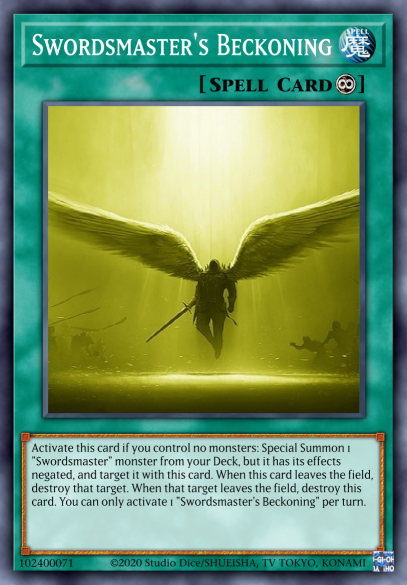 SWORDSMASTER'S BECKONING
SPELL
魔
[SPELL CARD]
Activate this card if you control no monsters: Special Summon 1
"Swordsmaster" monster from your Deck, but it has its effects
negated, and target it with this card. When this card leaves the field,
destroy that target. When that target leaves the field, destroy this
card. You can only activate 1 "Swordsmaster's Beckoning" per turn.
102400071 ©2020 Studio Dice/SHUEISHA, TV TOKYO, KONAMI